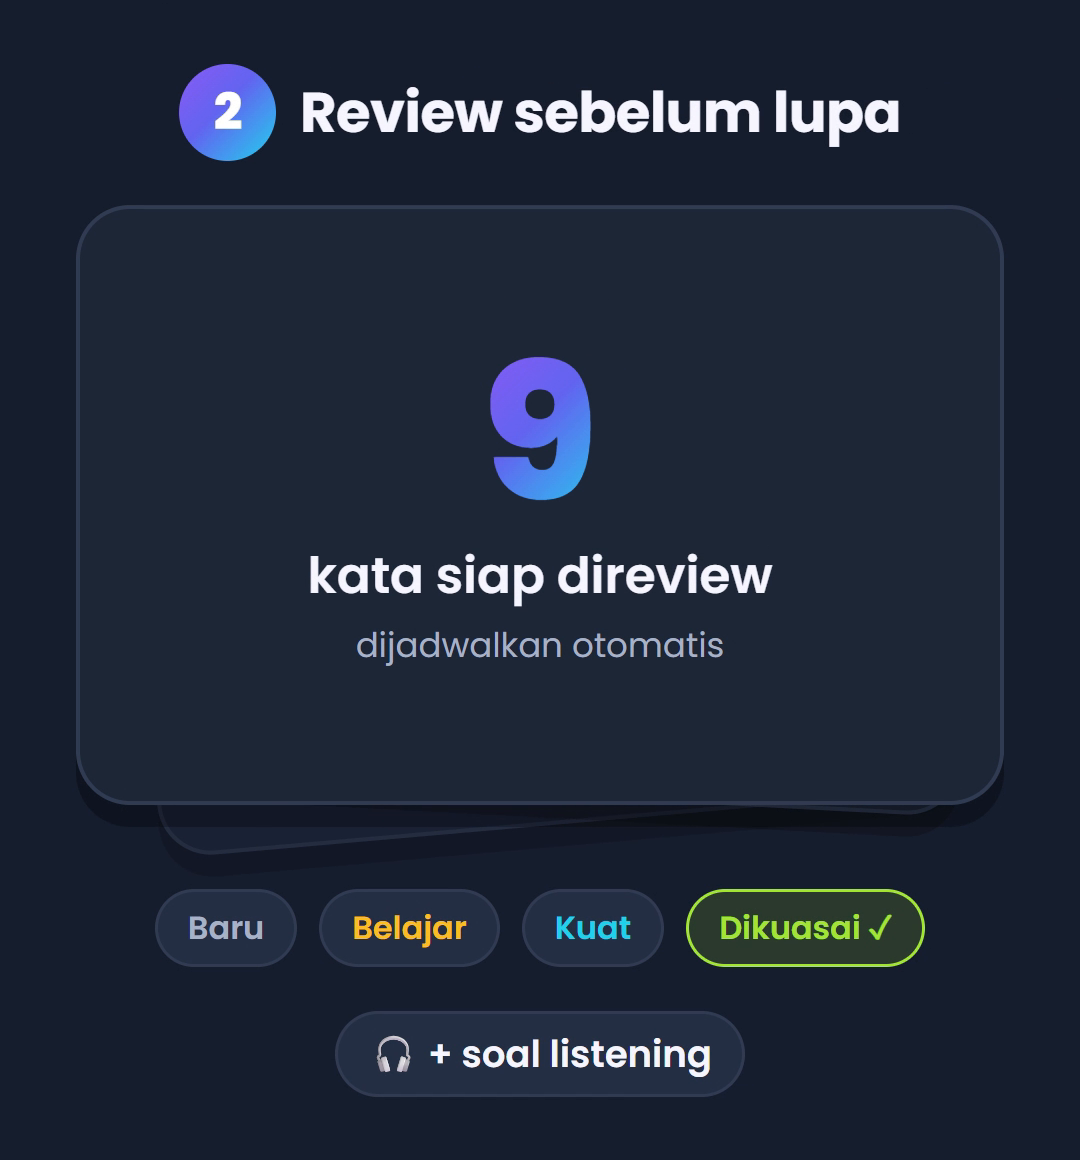 2 Review sebelum lupa
9
kata siap direview
dijadwalkan otomatis
Baru Belajar Kuat Dikuasai ✓
🎧 + soal listening